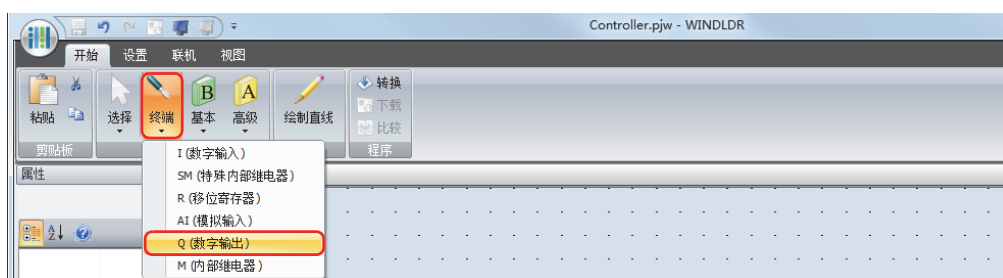 Controller.pjw - WINDLDR
开始 设置 联机 视图
粘贴 选择 终端 B 基本 A 高级 绘制直线 转换
下载
比较
剪贴板 程序
I (数字输入)
SM (特殊内部继电器)
R (移位寄存器)
AI (模拟输入)
Q (数字输出)
M (内部继电器)
属性